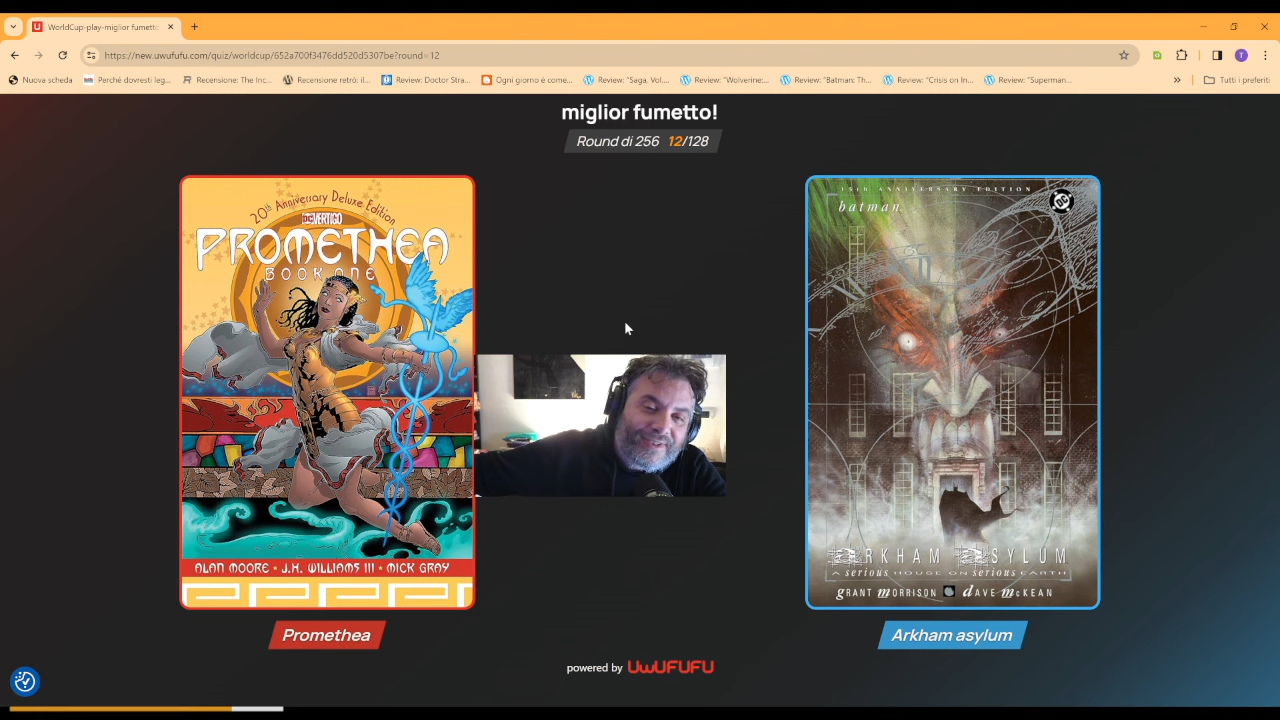 WorldCup-play-miglior fumetto
https://new.uwufufu.com/quiz/worldcup/652a700f3476dd520d5307be?round=12
T
Nuova scheda
Perché dovresti leg...
Recensione: The Inc...
Recensione retrò: il...
Review: Doctor Stra...
Ogni giorno è come...
Review: "Saga, Vol....
Review: "Wolverine:...
Review: "Batman: Th...
Review: "Crisis on In...
Review: "Superman...
Tutti i preferiti
miglior fumetto!
Round di 256 12/128
20th Anniversary Deluxe Edition
DC VERTIGO
PROMETHEA
BOOK ONE
ALAN MOORE • J.H. WILLIAMS III • MICK GRAY
Promethea
15TH ANNIVERSARY EDITION
batman
DC
ARKHAM ASYLUM
A serious HOUSE ON serious EARTH
gRANT mORRISON dAVE mcKEAN
Arkham asylum
powered by UwUFUFU